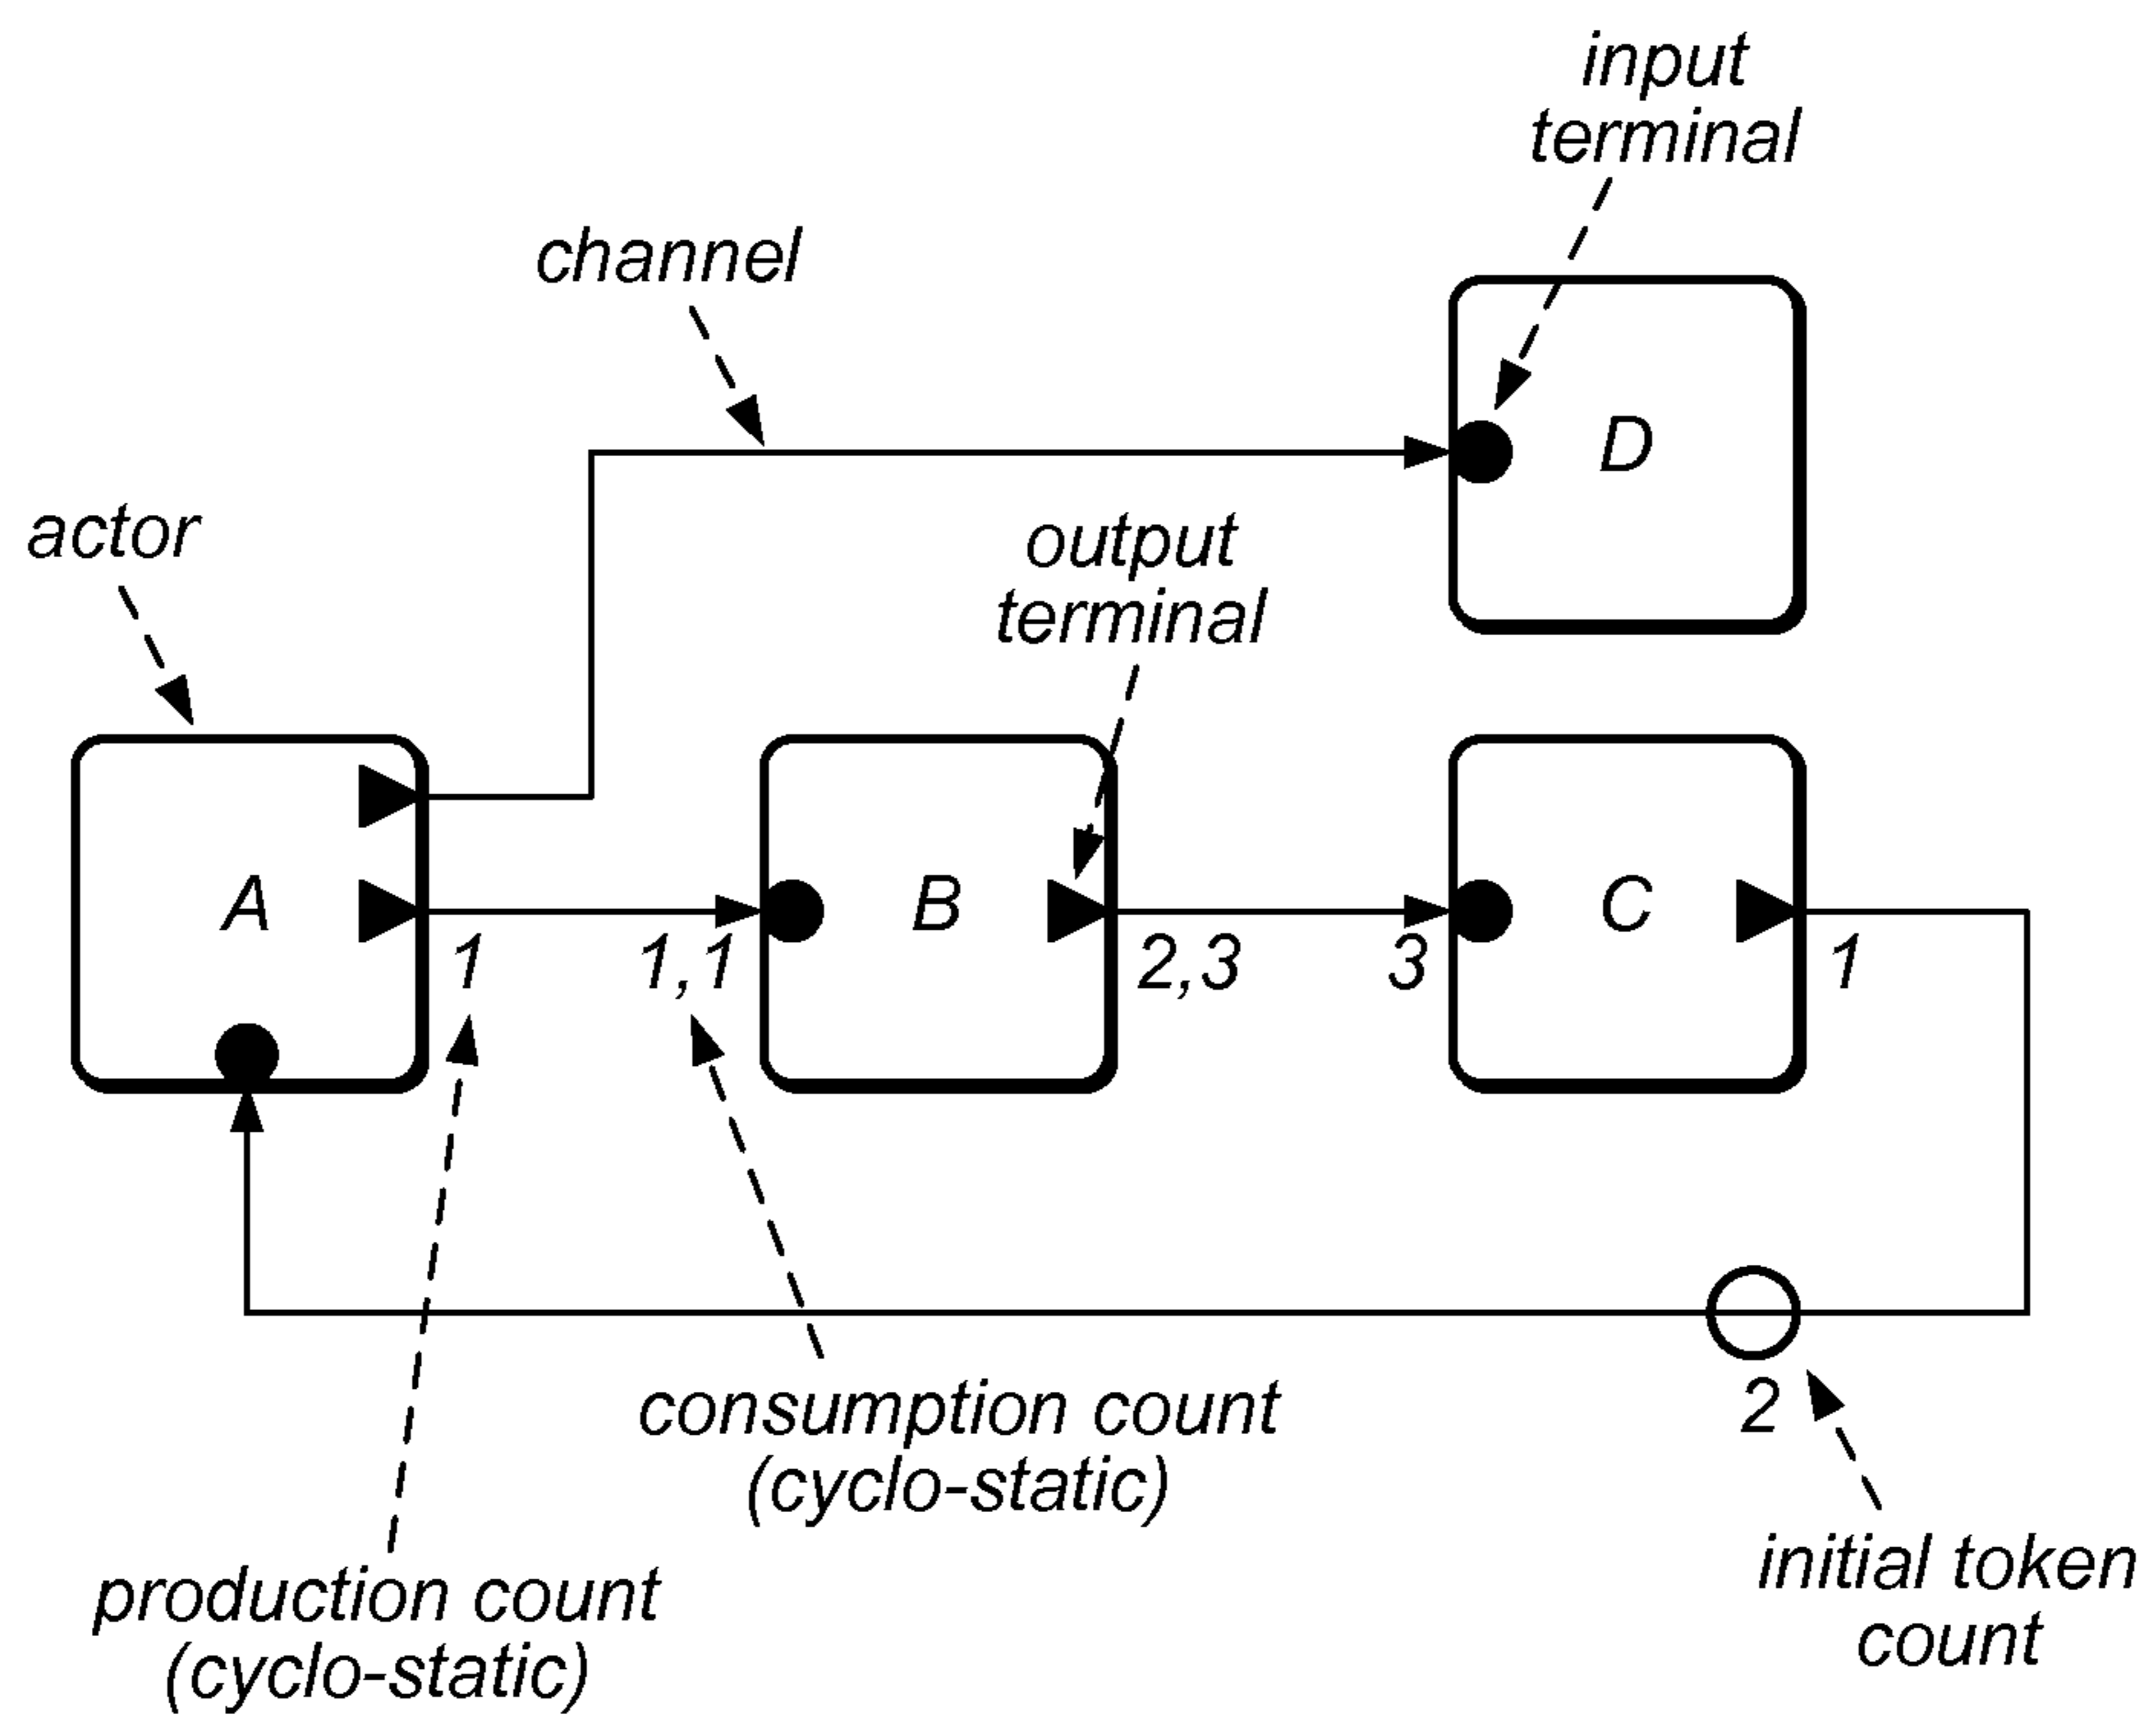 input
terminal
channel
D
actor
output
terminal
A
B
C
1
1,1
2,3
3
1
consumption count
(cyclo-static)
2
production count
(cyclo-static)
initial token
count